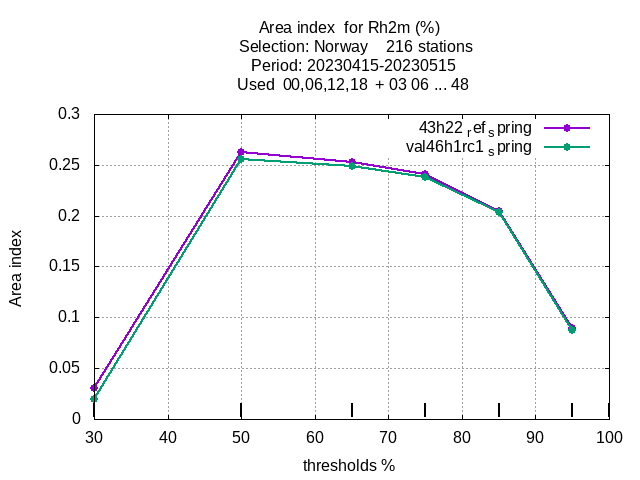 Area index  for Rh2m (%)
Selection: Norway    216 stations
Period: 20230415-20230515
Used  00,06,12,18  + 03 06 ... 48
43h22 ref spring
val46h1rc1 spring
0.3
0.25
0.2
0.15
0.1
0.05
0
Area index
30 40 50 60 70 80 90 100
thresholds %